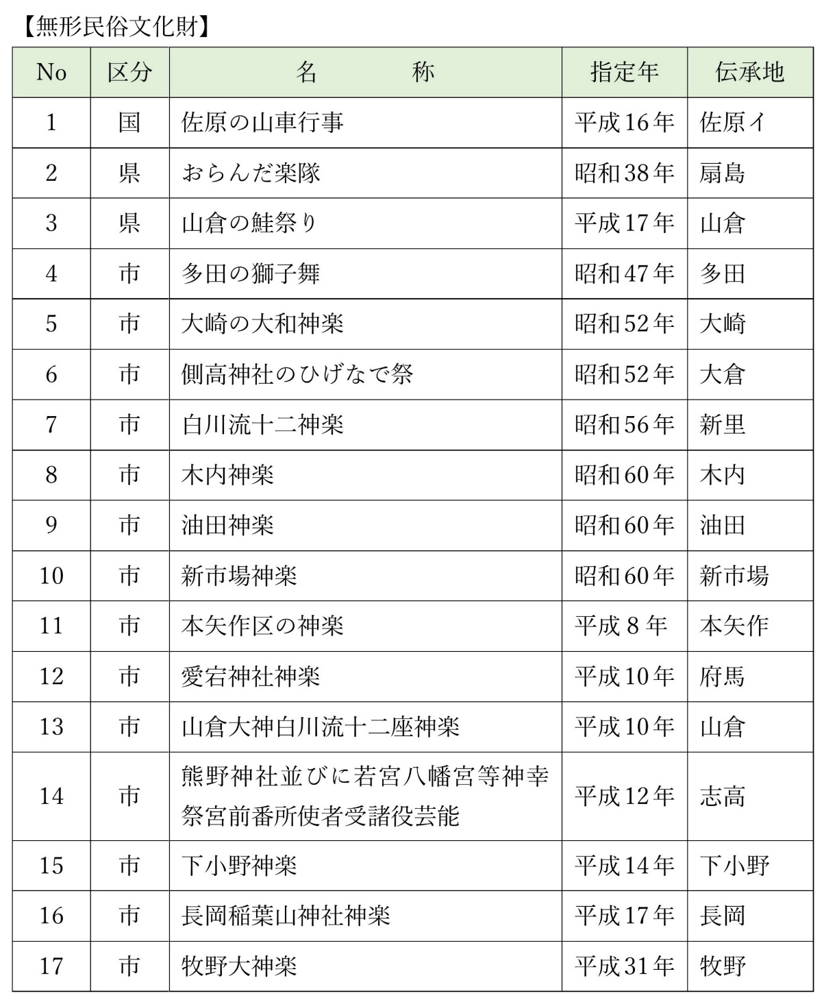 【無形民俗文化財】
No 区分 名 称 指定年 伝承地
1 国 佐原の山車行事 平成16年 佐原イ
2 県 おらんだ楽隊 昭和38年 扇島
3 県 山倉の鮭祭り 平成17年 山倉
4 市 多田の獅子舞 昭和47年 多田
5 市 大崎の大和神楽 昭和52年 大崎
6 市 側高神社のひげなで祭 昭和52年 大倉
7 市 白川流十二神楽 昭和56年 新里
8 市 木内神楽 昭和60年 木内
9 市 油田神楽 昭和60年 油田
10 市 新市場神楽 昭和60年 新市場
11 市 本矢作区の神楽 平成8年 本矢作
12 市 愛宕神社神楽 平成10年 府馬
13 市 山倉大神白川流十二座神楽 平成10年 山倉
14 市 熊野神社並びに若宮八幡宮等神幸
祭宮前番所使者受諸役芸能 平成12年 志高
15 市 下小野神楽 平成14年 下小野
16 市 長岡稲葉山神社神楽 平成17年 長岡
17 市 牧野大神楽 平成31年 牧野